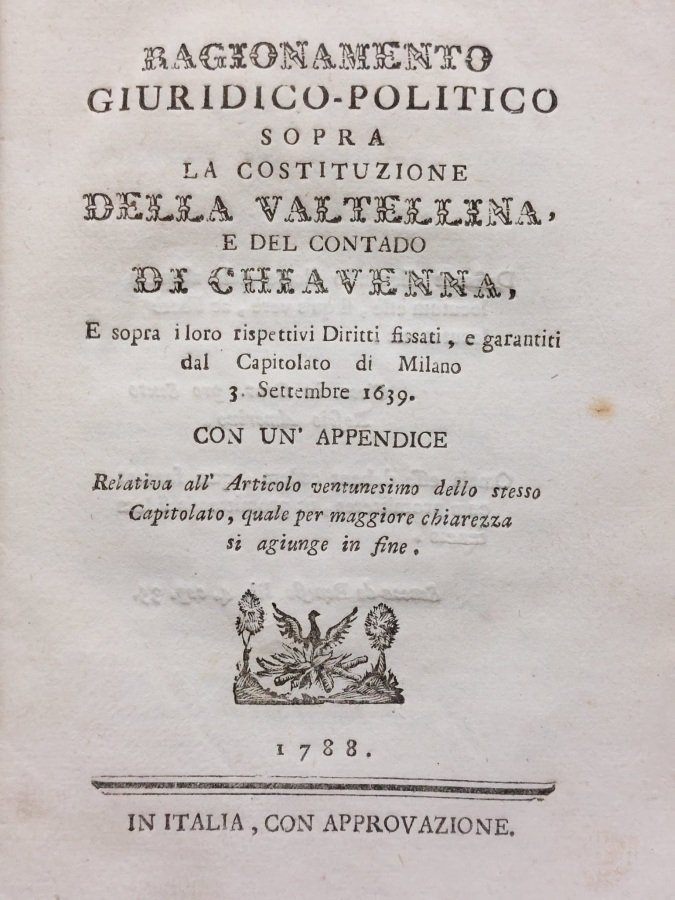 RAGIONAMENTO
GIURIDICO-POLITICO
SOPRA
LA COSTITUZIONE
DELLA VALTELLINA,
E DEL CONTADO
DI CHIAVENNA,
E sopra i loro rispettivi Diritti fissati, e garantiti
dal Capitolato di Milano
3. Settembre 1639.
CON UN' APPENDICE
Relativa all' Articolo ventunesimo dello stesso
Capitolato, quale per maggiore chiarezza
si agiunge in fine.
1788.
IN ITALIA, CON APPROVAZIONE.